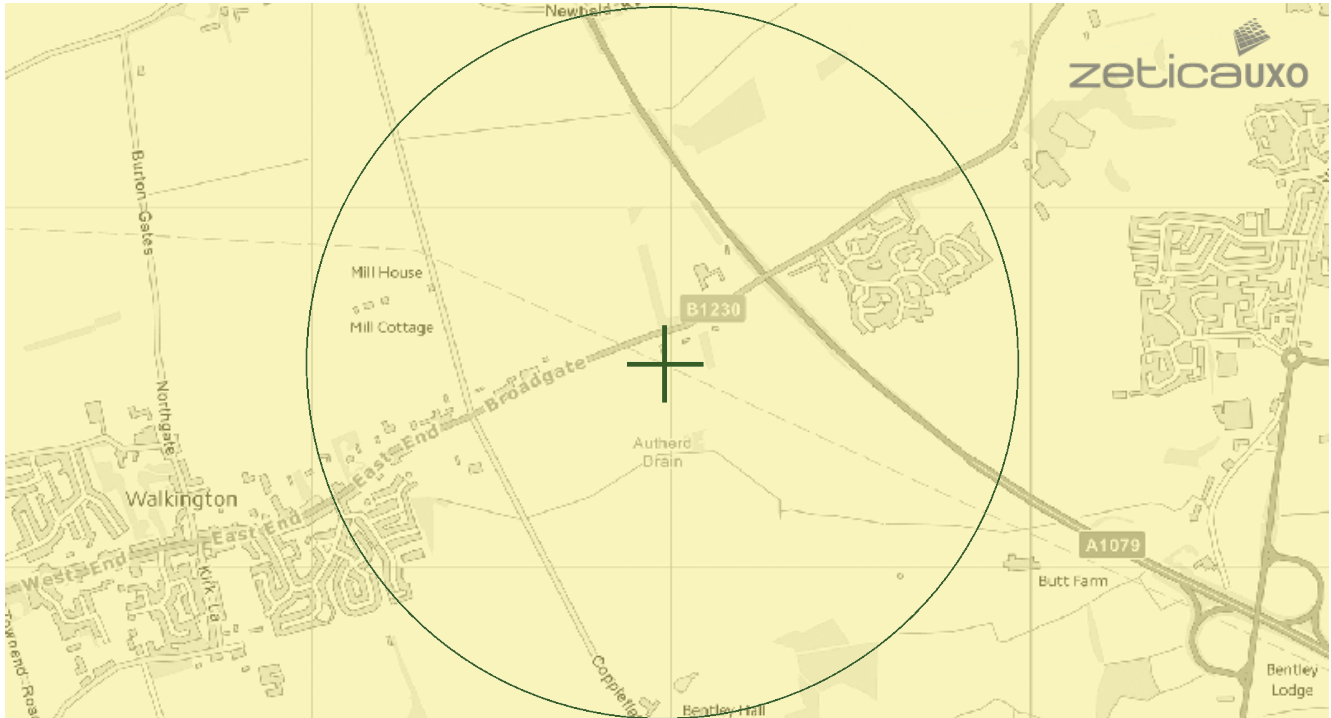 Newbald
zeticauxo
Burton Gates
Mill House
Mill Cottage
B1230
Broadgate
Northgate
East End
Autherd
Drain
Walkington
East End
West End
Kirk La
A1079
Butt Farm
Bentley
Lodge
Bentley Hall